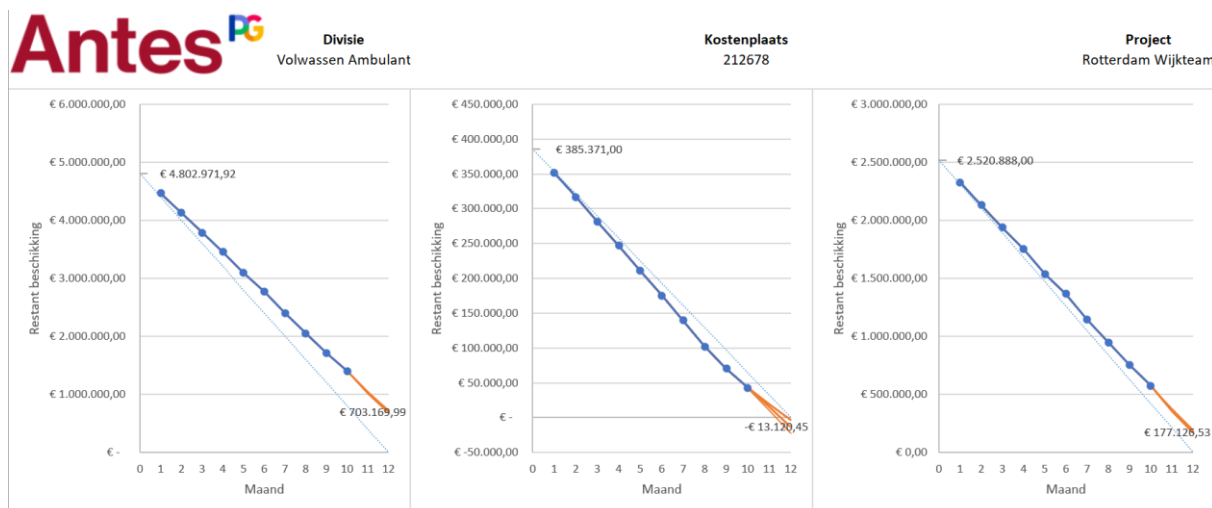 Antes PG
Divisie
Volwassen Ambulant
Kostenplaats
212678
Project
Rotterdam Wijkteam
€ 6.000.000,00
€ 5.000.000,00
€ 4.000.000,00
€ 3.000.000,00
€ 2.000.000,00
€ 1.000.000,00
€ -
Restant beschikking
€ 4.802.971,92
€ 703.169,99
0 1 2 3 4 5 6 7 8 9 10 11 12
Maand
€ 450.000,00
€ 400.000,00
€ 350.000,00
€ 300.000,00
€ 250.000,00
€ 200.000,00
€ 150.000,00
€ 100.000,00
€ 50.000,00
€ -
-€ 50.000,00
Restant beschikking
€ 385.371,00
-€ 13.120,45
0 1 2 3 4 5 6 7 8 9 10 11 12
Maand
€ 3.000.000,00
€ 2.500.000,00
€ 2.000.000,00
€ 1.500.000,00
€ 1.000.000,00
€ 500.000,00
€ 0,00
Restant beschikking
€ 2.520.888,00
€ 177.126,53
0 1 2 3 4 5 6 7 8 9 10 11 12
Maand